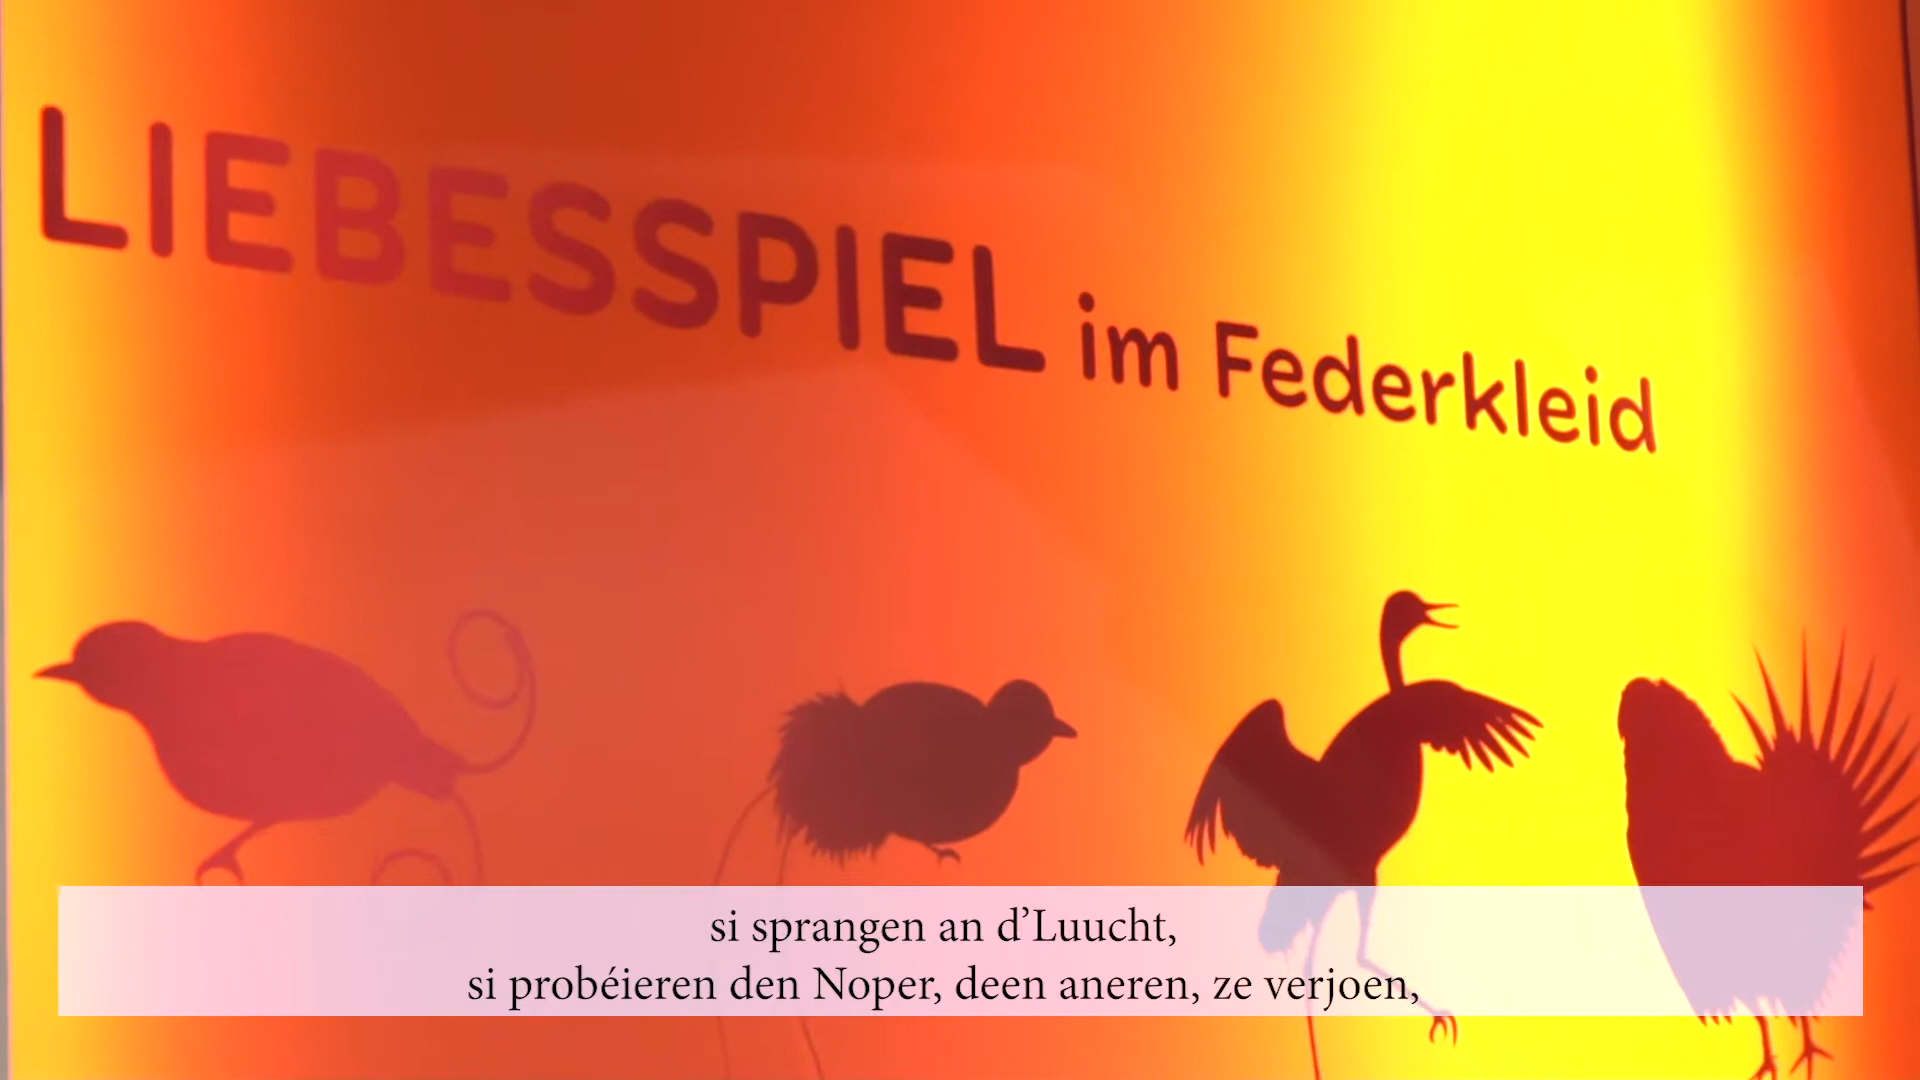 LIEBESSPIEL im Federkleid
si sprangen an d’Luucht,
si probéieren den Noper, deen aneren, ze verjoen,